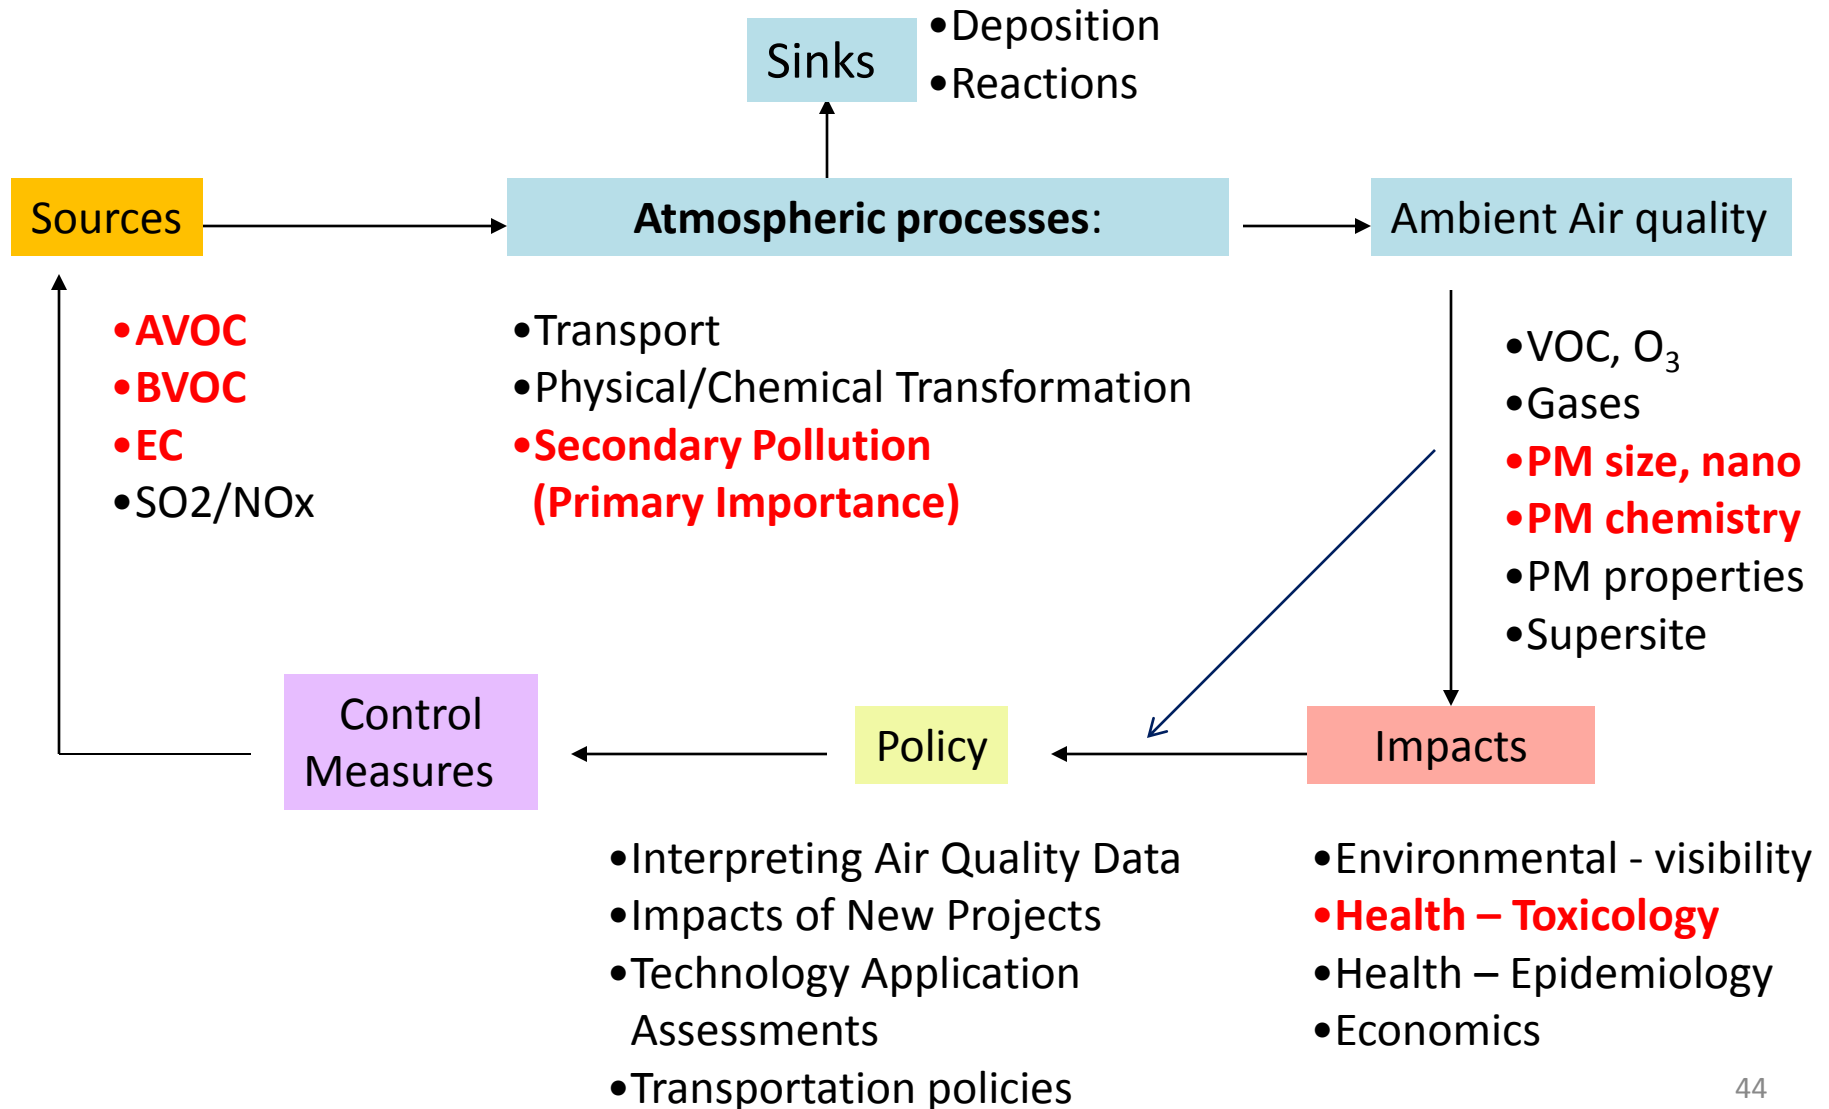 Sinks
•Deposition
•Reactions
Sources
Atmospheric processes:
Ambient Air quality
•AVOC
•BVOC
•EC
•SO2/NOx
•Transport
•Physical/Chemical Transformation
•Secondary Pollution
(Primary Importance)
•VOC, O₃
•Gases
•PM size, nano
•PM chemistry
•PM properties
•Supersite
Control
Measures
Policy
Impacts
•Interpreting Air Quality Data
•Impacts of New Projects
•Technology Application
Assessments
•Transportation policies
•Environmental - visibility
•Health – Toxicology
•Health – Epidemiology
•Economics
44